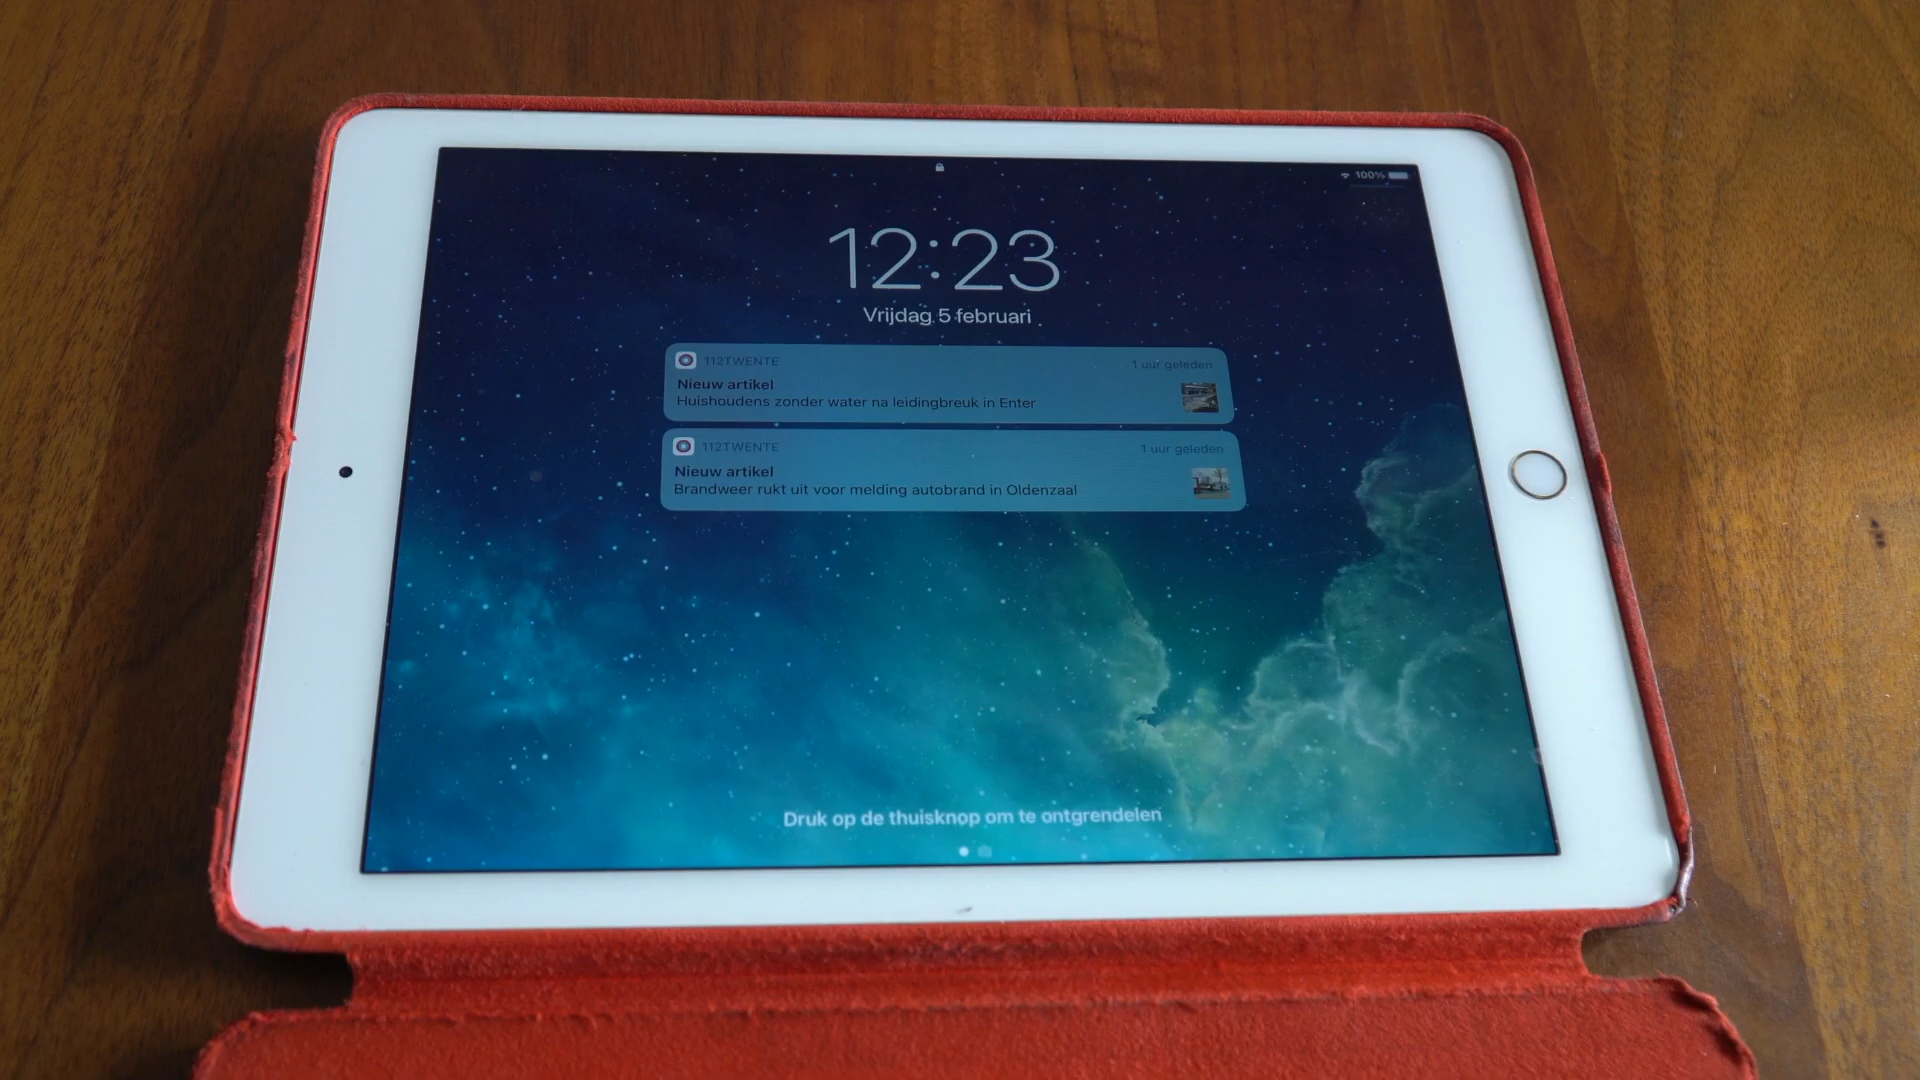 100%
12:23
Vrijdag 5 februari
112TWENTE 1 uur geleden
Nieuw artikel
Huishoudens zonder water na leidingbreuk in Enter
112TWENTE 1 uur geleden
Nieuw artikel
Brandweer rukt uit voor melding autobrand in Oldenzaal
Druk op de thuisknop om te ontgrendelen